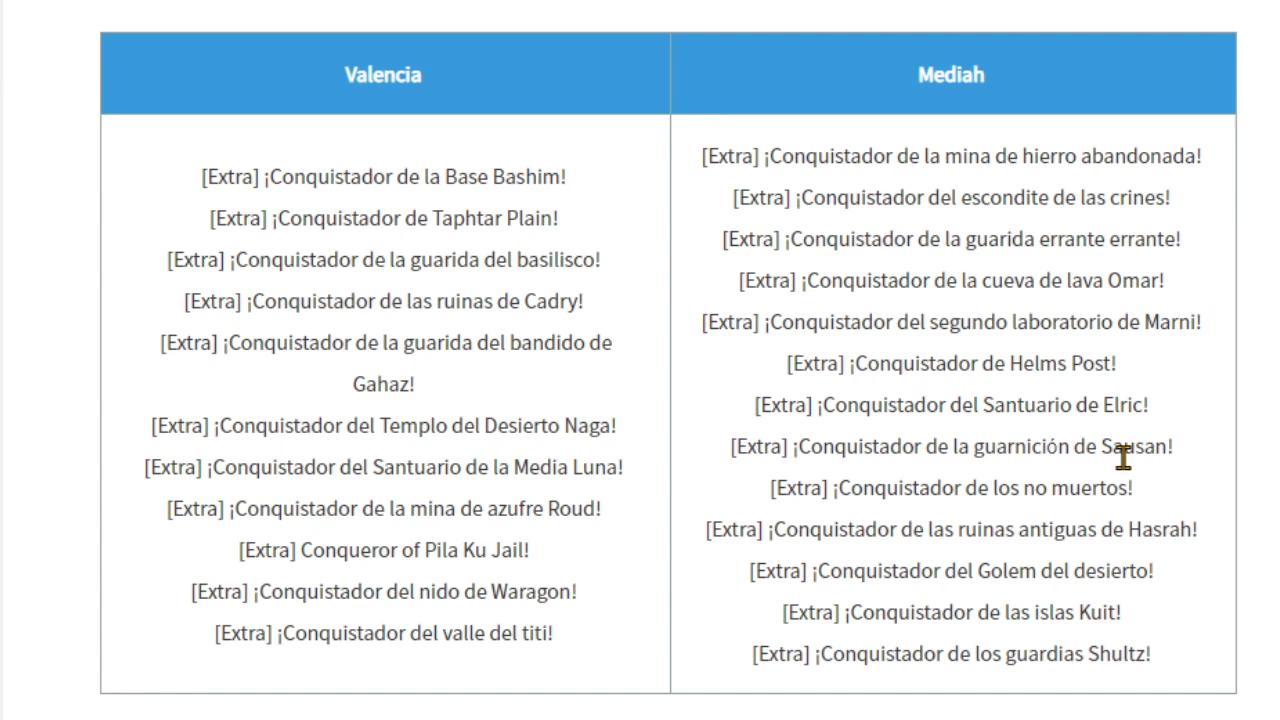 Valencia
[Extra] ¡Conquistador de la Base Bashim!
[Extra] ¡Conquistador de Taphtar Plain!
[Extra] ¡Conquistador de la guarida del basilisco!
[Extra] ¡Conquistador de las ruinas de Cadry!
[Extra] ¡Conquistador de la guarida del bandido de
Gahaz!
[Extra] ¡Conquistador del Templo del Desierto Naga!
[Extra] ¡Conquistador del Santuario de la Media Luna!
[Extra] ¡Conquistador de la mina de azufre Roud!
[Extra] Conqueror of Pila Ku Jail!
[Extra] ¡Conquistador del nido de Waragon!
[Extra] ¡Conquistador del valle del titi!
Mediah
[Extra] ¡Conquistador de la mina de hierro abandonada!
[Extra] ¡Conquistador del escondite de las crines!
[Extra] ¡Conquistador de la guarida errante errante!
[Extra] ¡Conquistador de la cueva de lava Omar!
[Extra] ¡Conquistador del segundo laboratorio de Marni!
[Extra] ¡Conquistador de Helms Post!
[Extra] ¡Conquistador del Santuario de Elric!
[Extra] ¡Conquistador de la guarnición de Sausan!
[Extra] ¡Conquistador de los no muertos!
[Extra] ¡Conquistador de las ruinas antiguas de Hasrah!
[Extra] ¡Conquistador del Golem del desierto!
[Extra] ¡Conquistador de las islas Kuit!
[Extra] ¡Conquistador de los guardias Shultz!